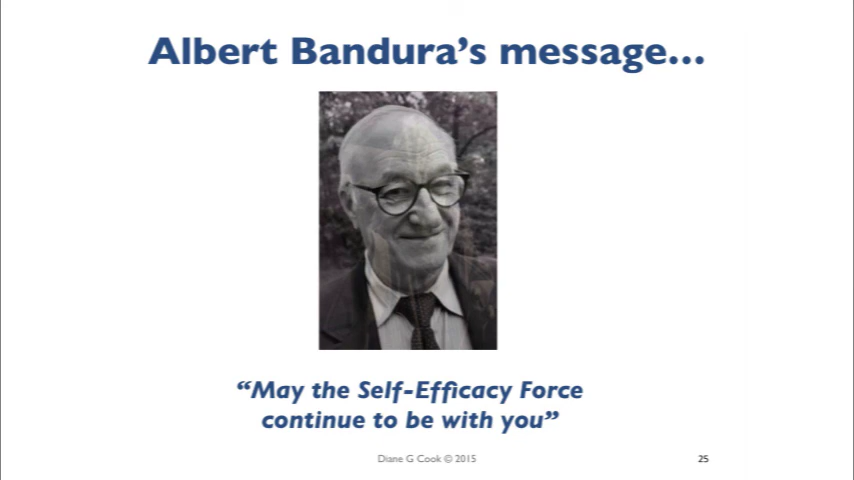 Albert Bandura’s message...
“May the Self-Efficacy Force
continue to be with you”
Diane G Cook © 2015
25